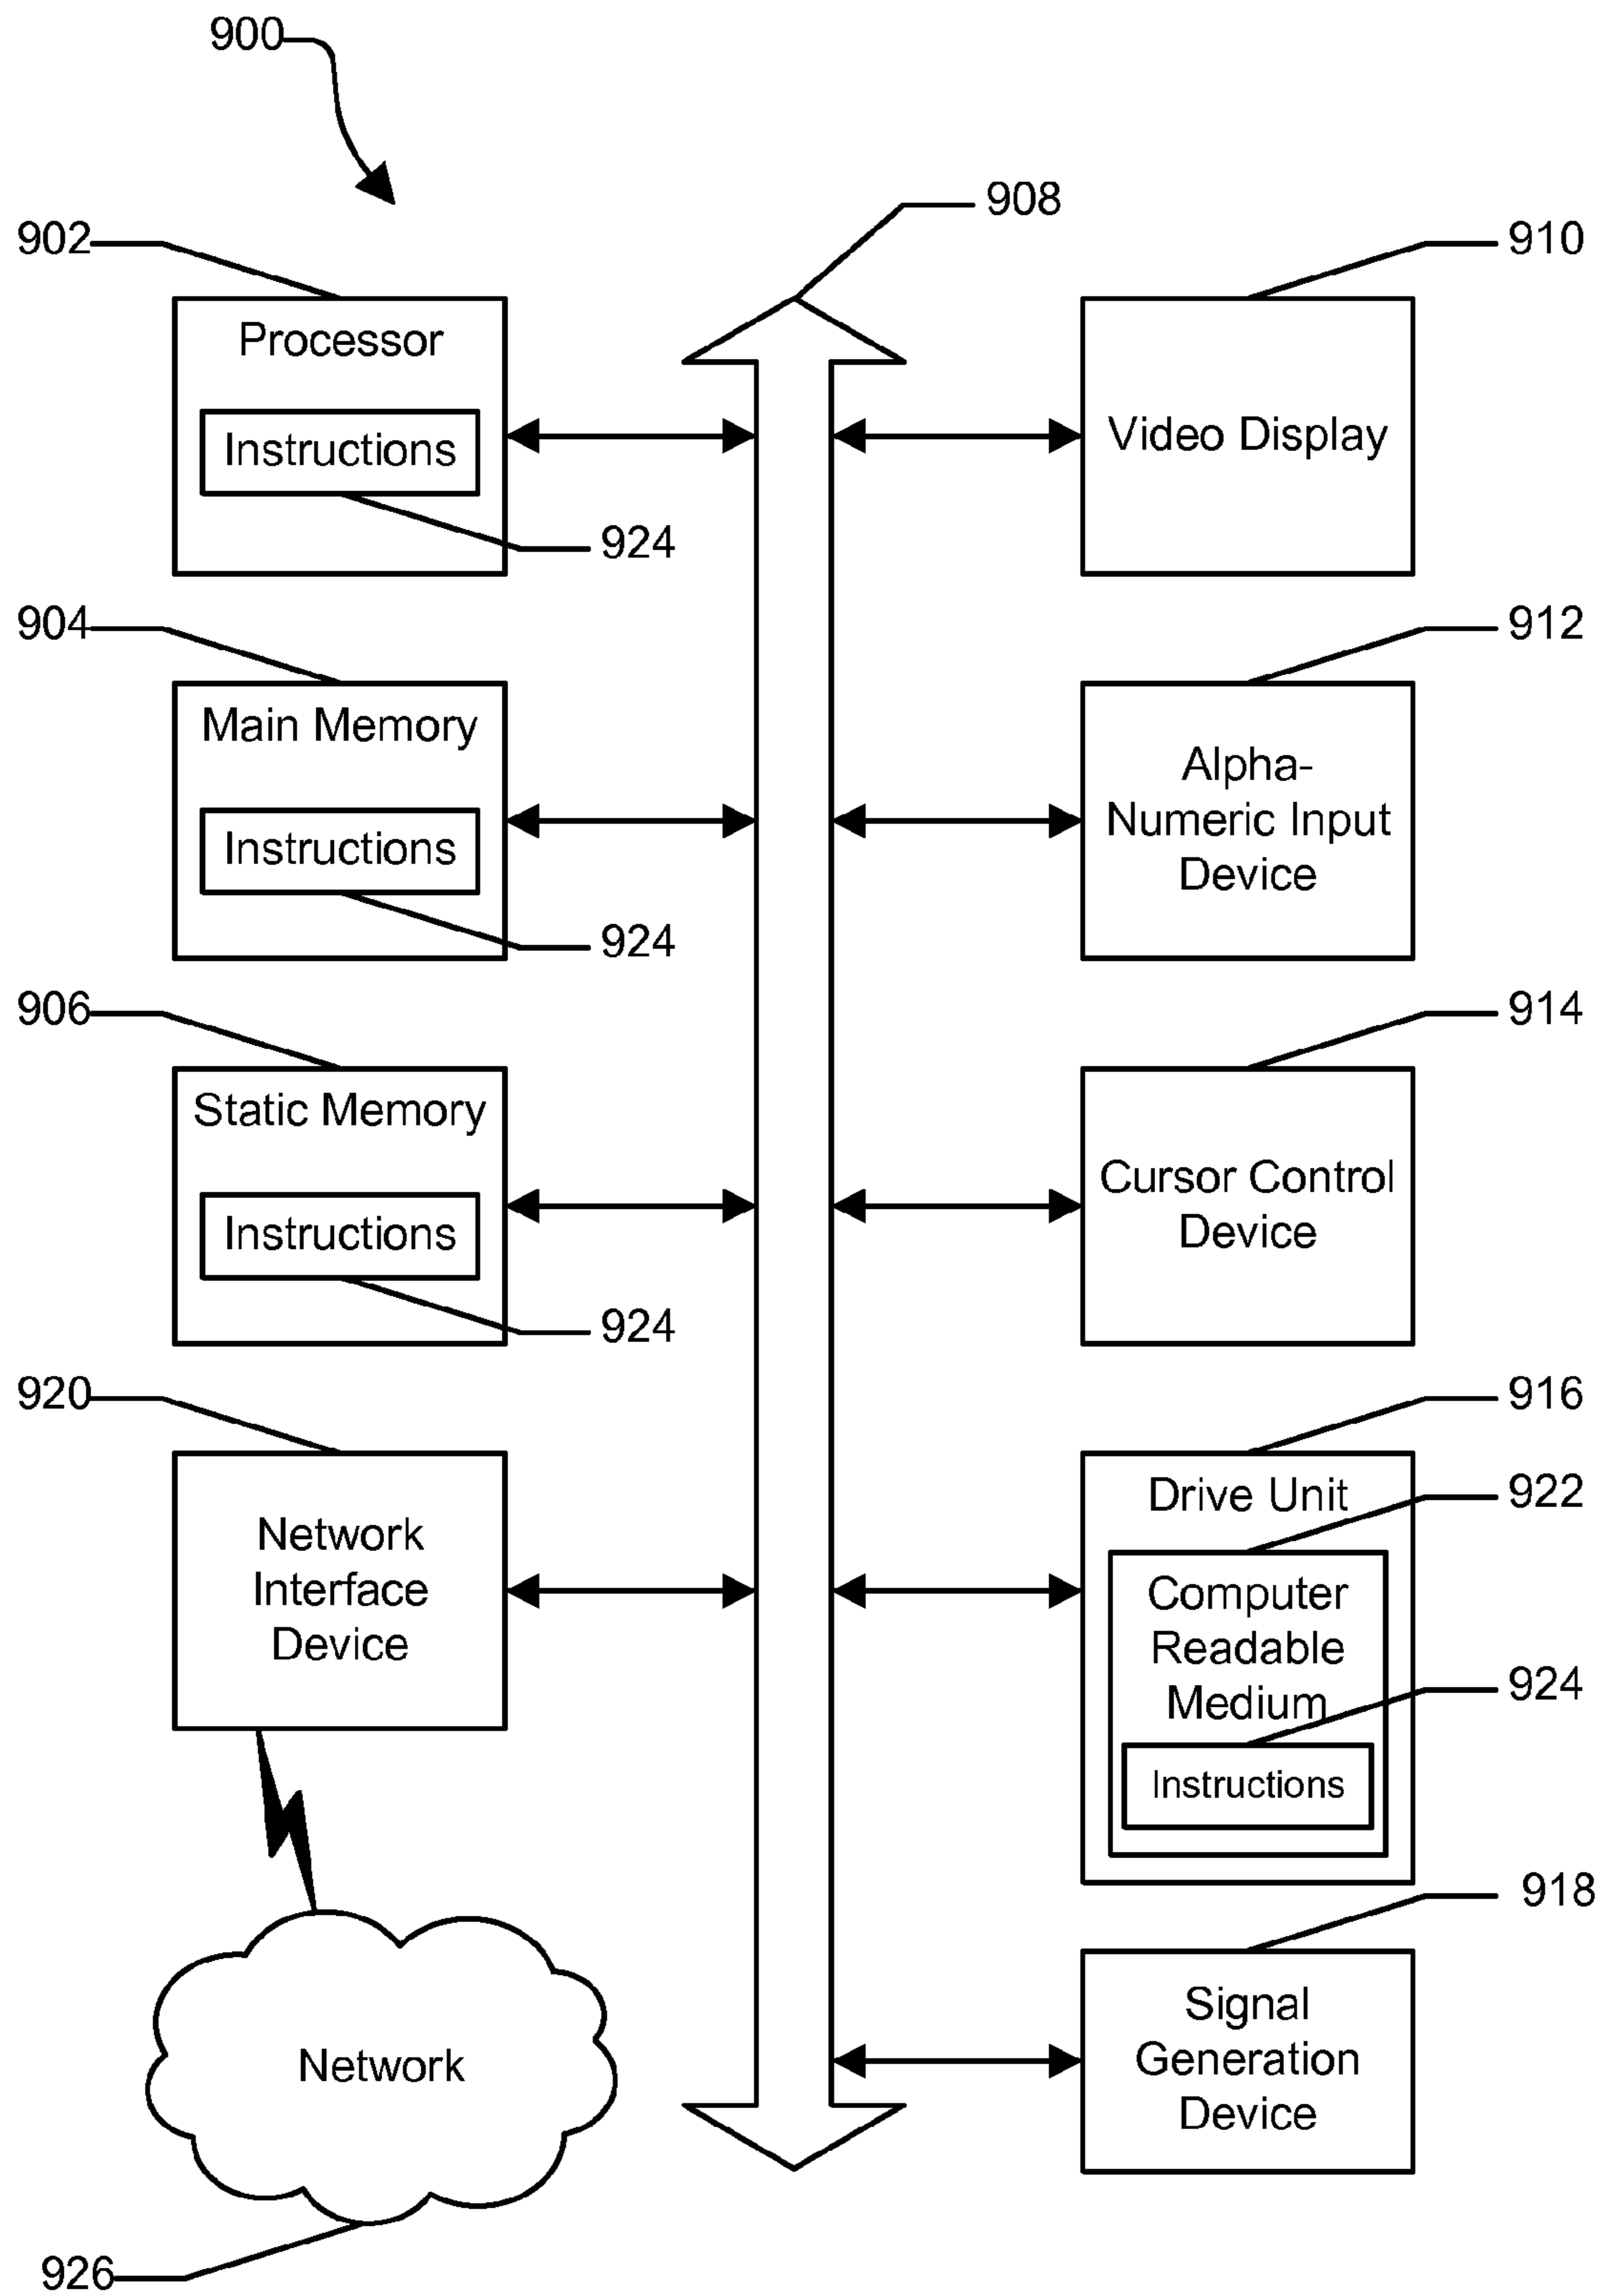 900
908
902
Processor
Instructions
924
904
Main Memory
Instructions
924
906
Static Memory
Instructions
924
920
Network
Interface
Device
Network
926
910
Video Display
912
Alpha-
Numeric Input
Device
914
Cursor Control
Device
916
Drive Unit
922
Computer
Readable
Medium
924
Instructions
918
Signal
Generation
Device